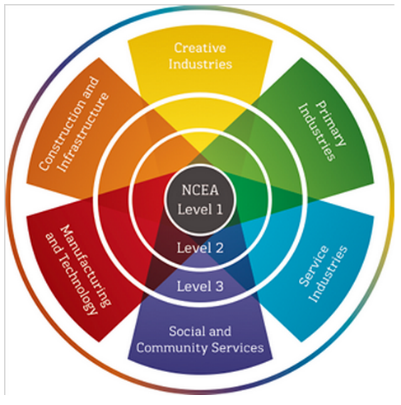 Creative
Industries
Primary
Industries
Service
Industries
Social and
Community Services
Manufacturing
and Technology
Construction and
Infrastructure
NCEA
Level 1
Level 2
Level 3